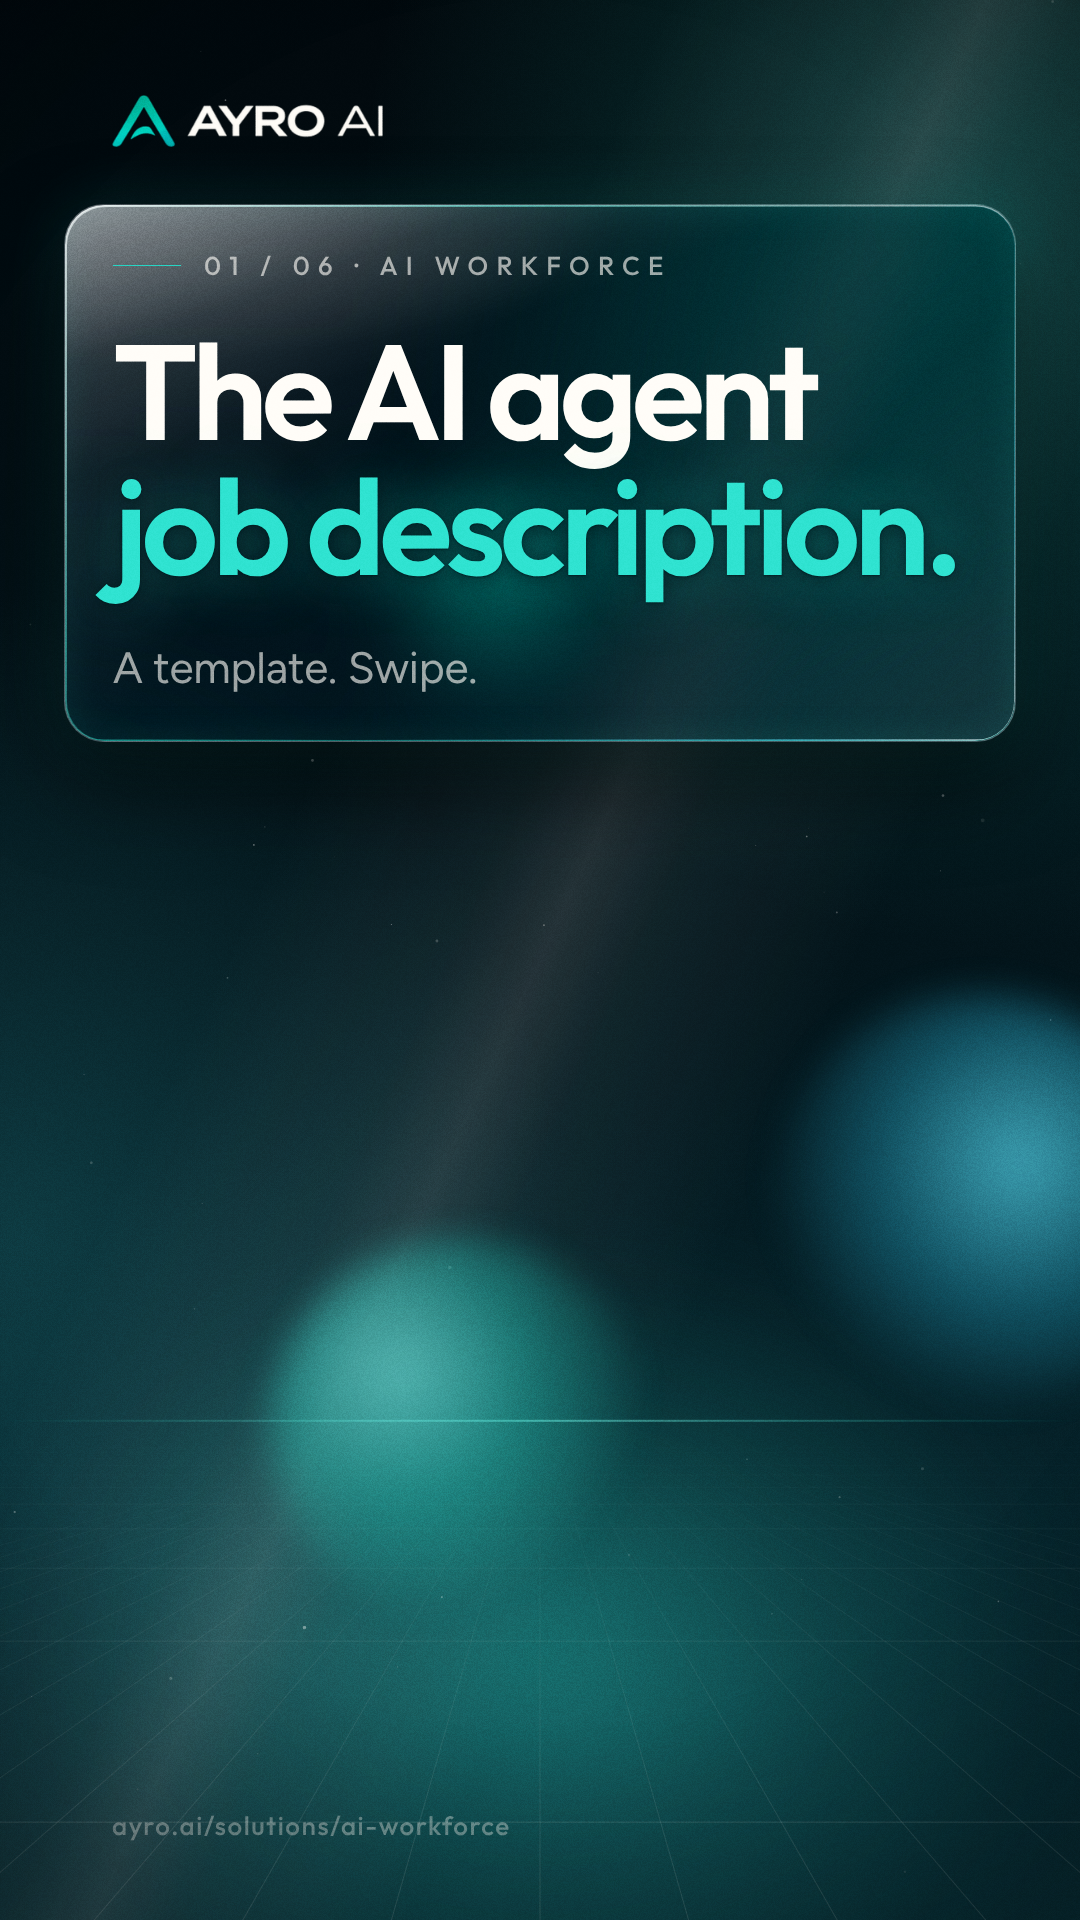 AYRO AI
01 / 06 · AI WORKFORCE
The AI agent
job description.
A template. Swipe.
ayro.ai/solutions/ai-workforce